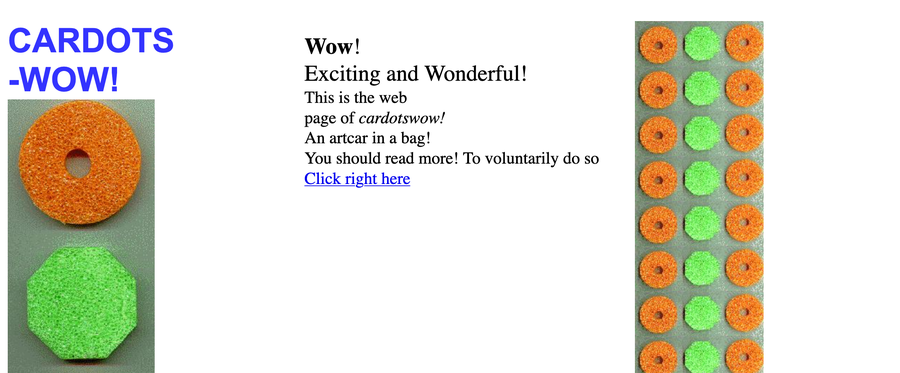 CARDOTS
-WOW!
Wow!
Exciting and Wonderful!
This is the web
page of cardotswow!
An artcar in a bag!
You should read more! To voluntarily do so
Click right here